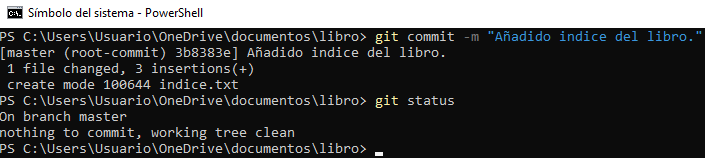 Símbolo del sistema - PowerShell
PS C:\Users\Usuario\OneDrive\documentos\libro> git commit -m "Añadido indice del libro."
[master (root-commit) 3b8383e] Añadido indice del libro.
 1 file changed, 3 insertions(+)
 create mode 100644 indice.txt
PS C:\Users\Usuario\OneDrive\documentos\libro> git status
On branch master
nothing to commit, working tree clean
PS C:\Users\Usuario\OneDrive\documentos\libro>